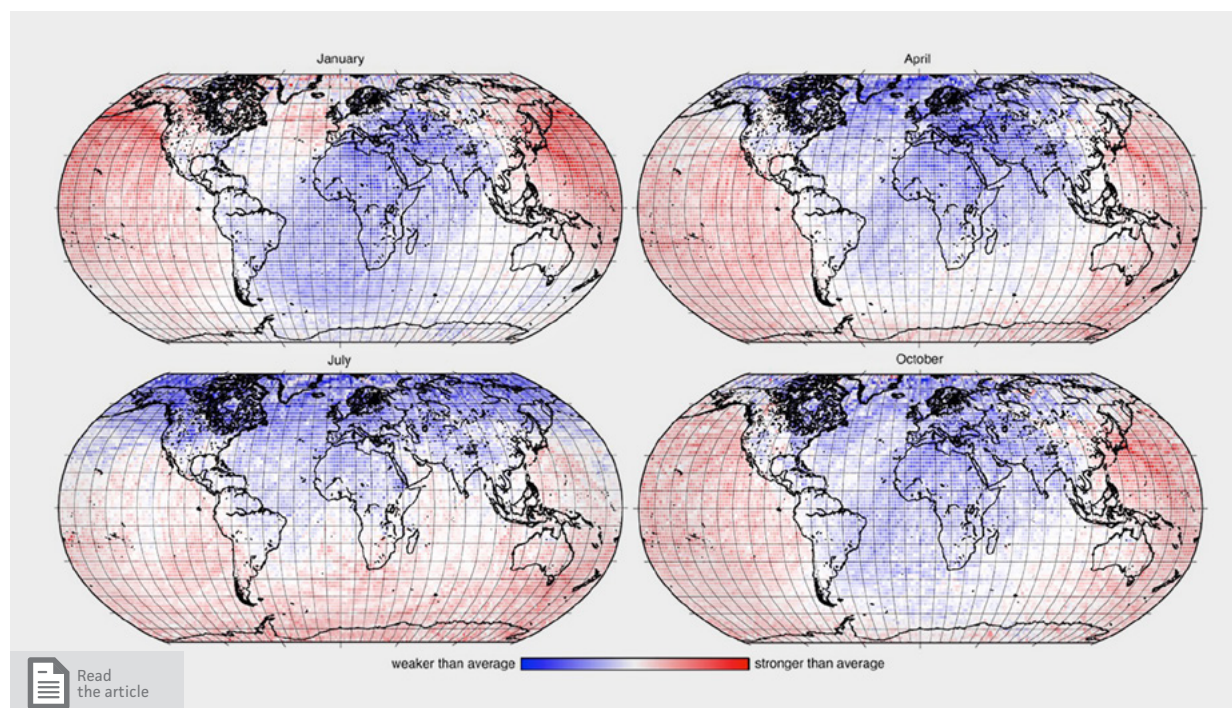 January
April
July
October
weaker than average
stronger than average
Read
the article